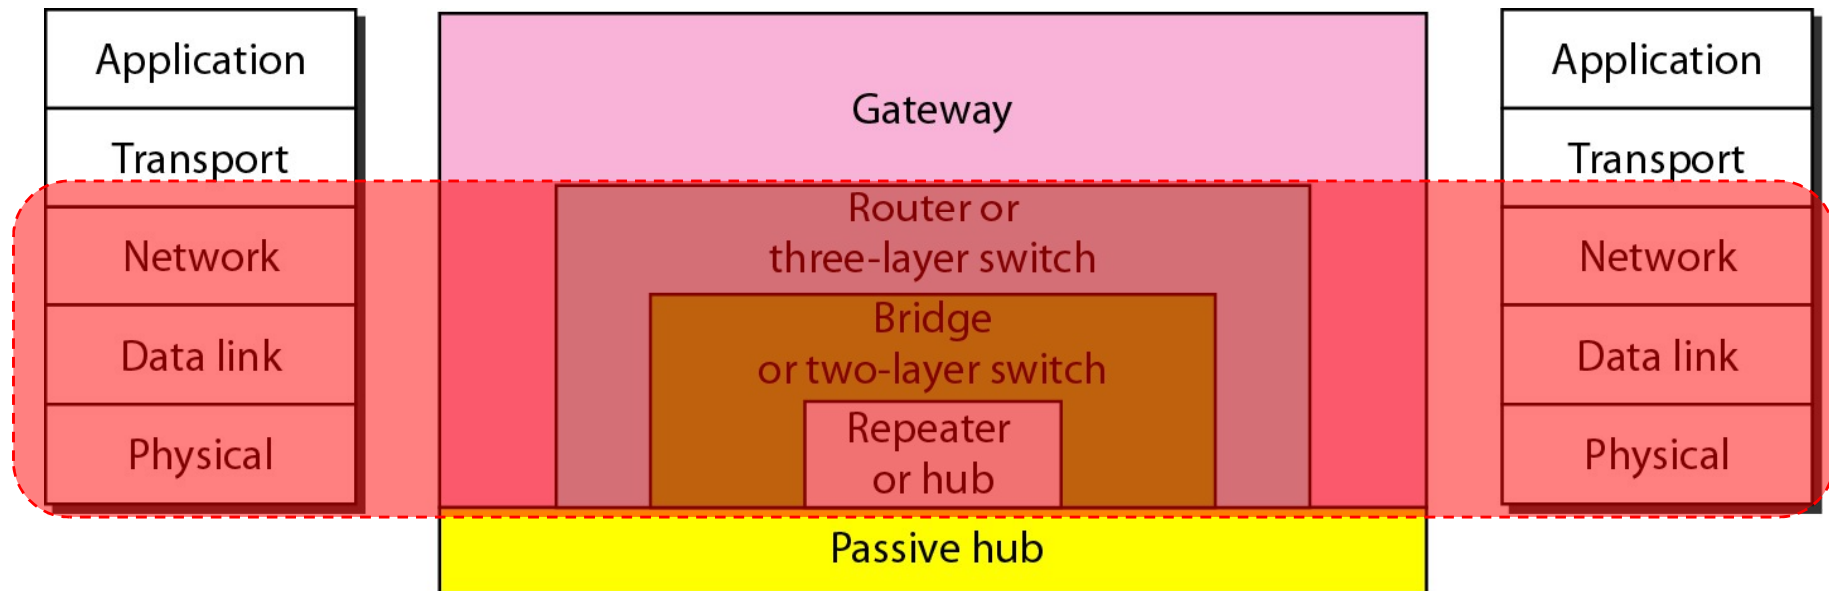 Application
Transport
Network
Data link
Physical
Gateway
Router or
three-layer switch
Bridge
or two-layer switch
Repeater
or hub
Passive hub
Application
Transport
Network
Data link
Physical